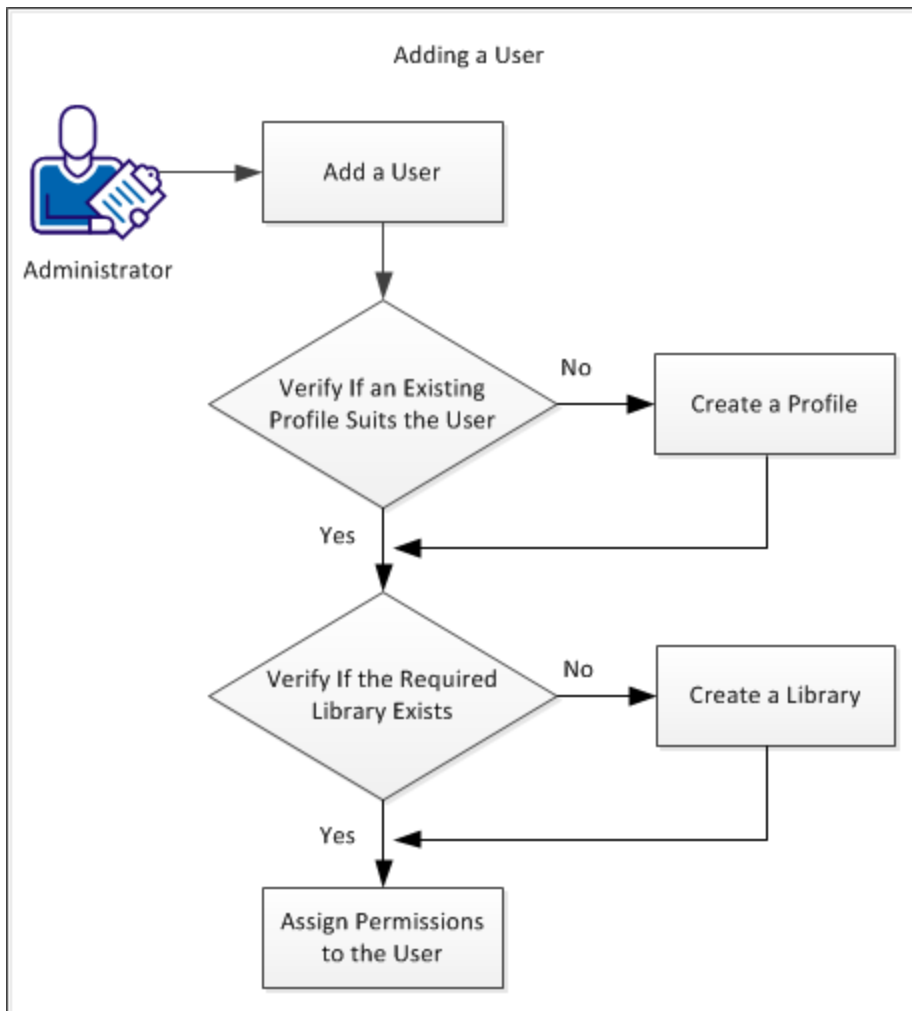 Adding a User
Add a User
Administrator
Verify If an Existing
Profile Suits the User
No
Create a Profile
Yes
Verify If the Required
Library Exists
No
Create a Library
Yes
Assign Permissions
to the User